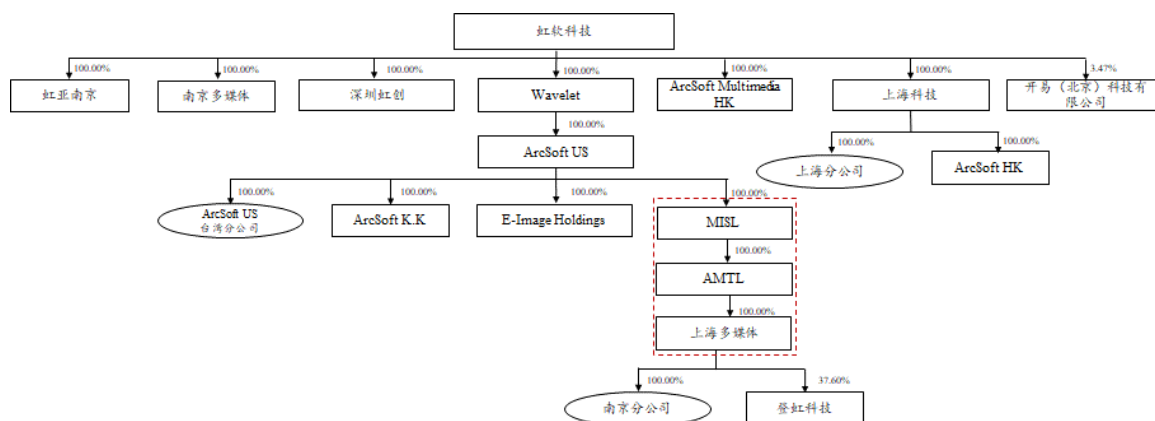 虹软科技
100.00%
100.00%
100.00%
100.00%
100.00%
100.00%
3.47%
虹亚南京
南京多媒体
深圳虹创
Wavelet
ArcSoft Multimedia
HK
上海科技
开易（北京）科技有
限公司
100.00%
100.00%
100.00%
ArcSoft US
上海分公司
ArcSoft HK
100.00%
100.00%
100.00%
100.00%
ArcSoft US
台湾分公司
ArcSoft K.K
E-Image Holdings
MISL
100.00%
AMTL
100.00%
上海多媒体
100.00%
37.60%
南京分公司
登虹科技